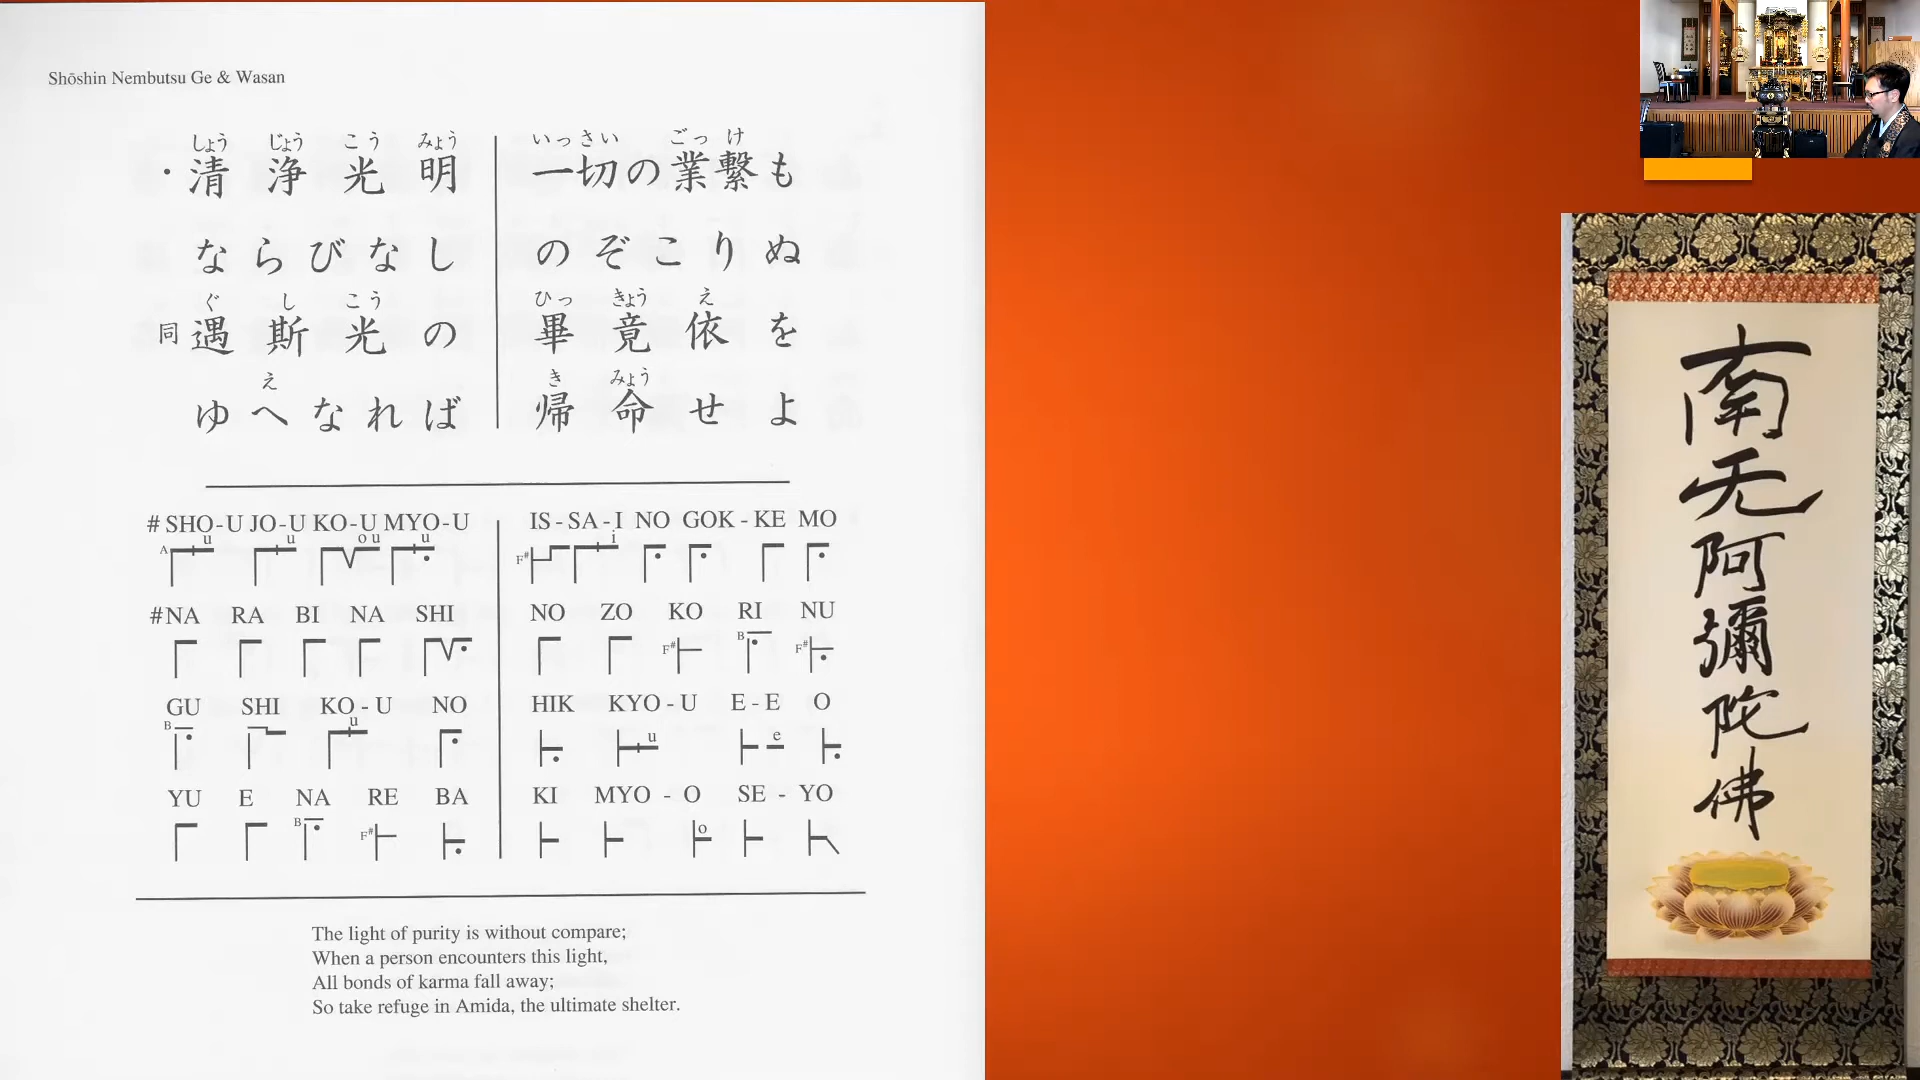 Shōshin Nembutsu Ge & Wasan
しょう じょう こう みょう
・清浄光明
ならびなし
ぐ し こう
同 遇斯光の
え
ゆへなれば
いっさい ごっ け
一切の業繋も
のぞこりぬ
ひっ きょう え
畢竟依を
き みょう
帰命せよ
# SHO-U JO-U KO-U MYO-U
A u u o u u
#NA RA BI NA SHI
GU SHI KO-U NO
B u
YU E NA RE BA
B F#
IS-SA-I NO GOK-KE MO
F# i
NO ZO KO RI NU
F# B F#
HIK KYO-U E-E O
u e
KI MYO-O SE-YO
o
The light of purity is without compare;
When a person encounters this light,
All bonds of karma fall away;
So take refuge in Amida, the ultimate shelter.
南无阿彌陀佛